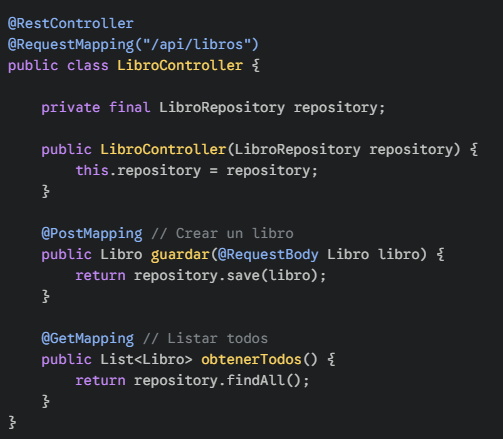 @RestController
@RequestMapping("/api/libros")
public class LibroController {
private final LibroRepository repository;
public LibroController(LibroRepository repository) {
this.repository = repository;
}
@PostMapping // Crear un libro
public Libro guardar(@RequestBody Libro libro) {
return repository.save(libro);
}
@GetMapping // Listar todos
public List<Libro> obtenerTodos() {
return repository.findAll();
}
}